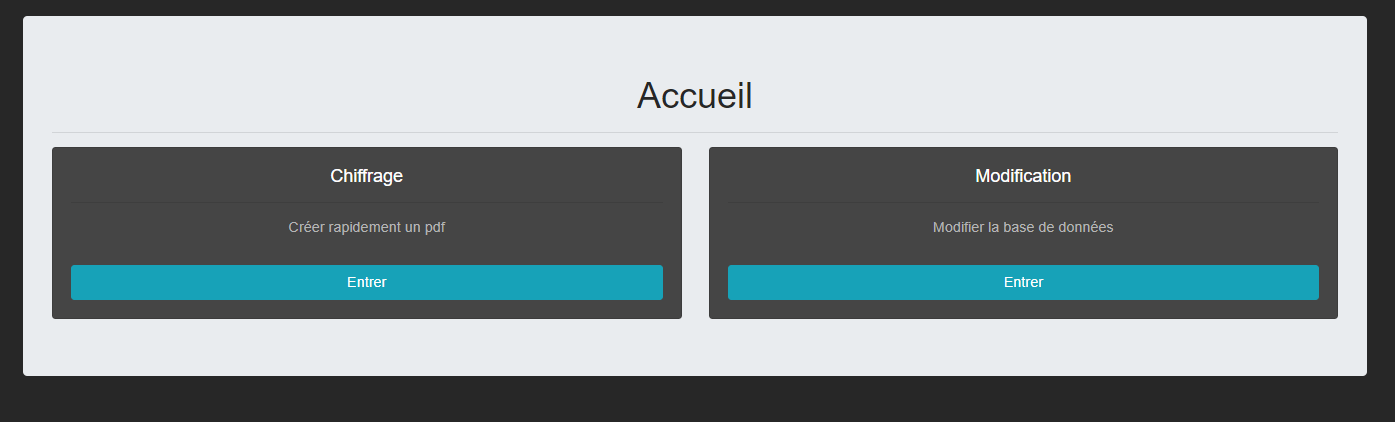 Accueil
Chiffrage
Créer rapidement un pdf
Entrer
Modification
Modifier la base de données
Entrer